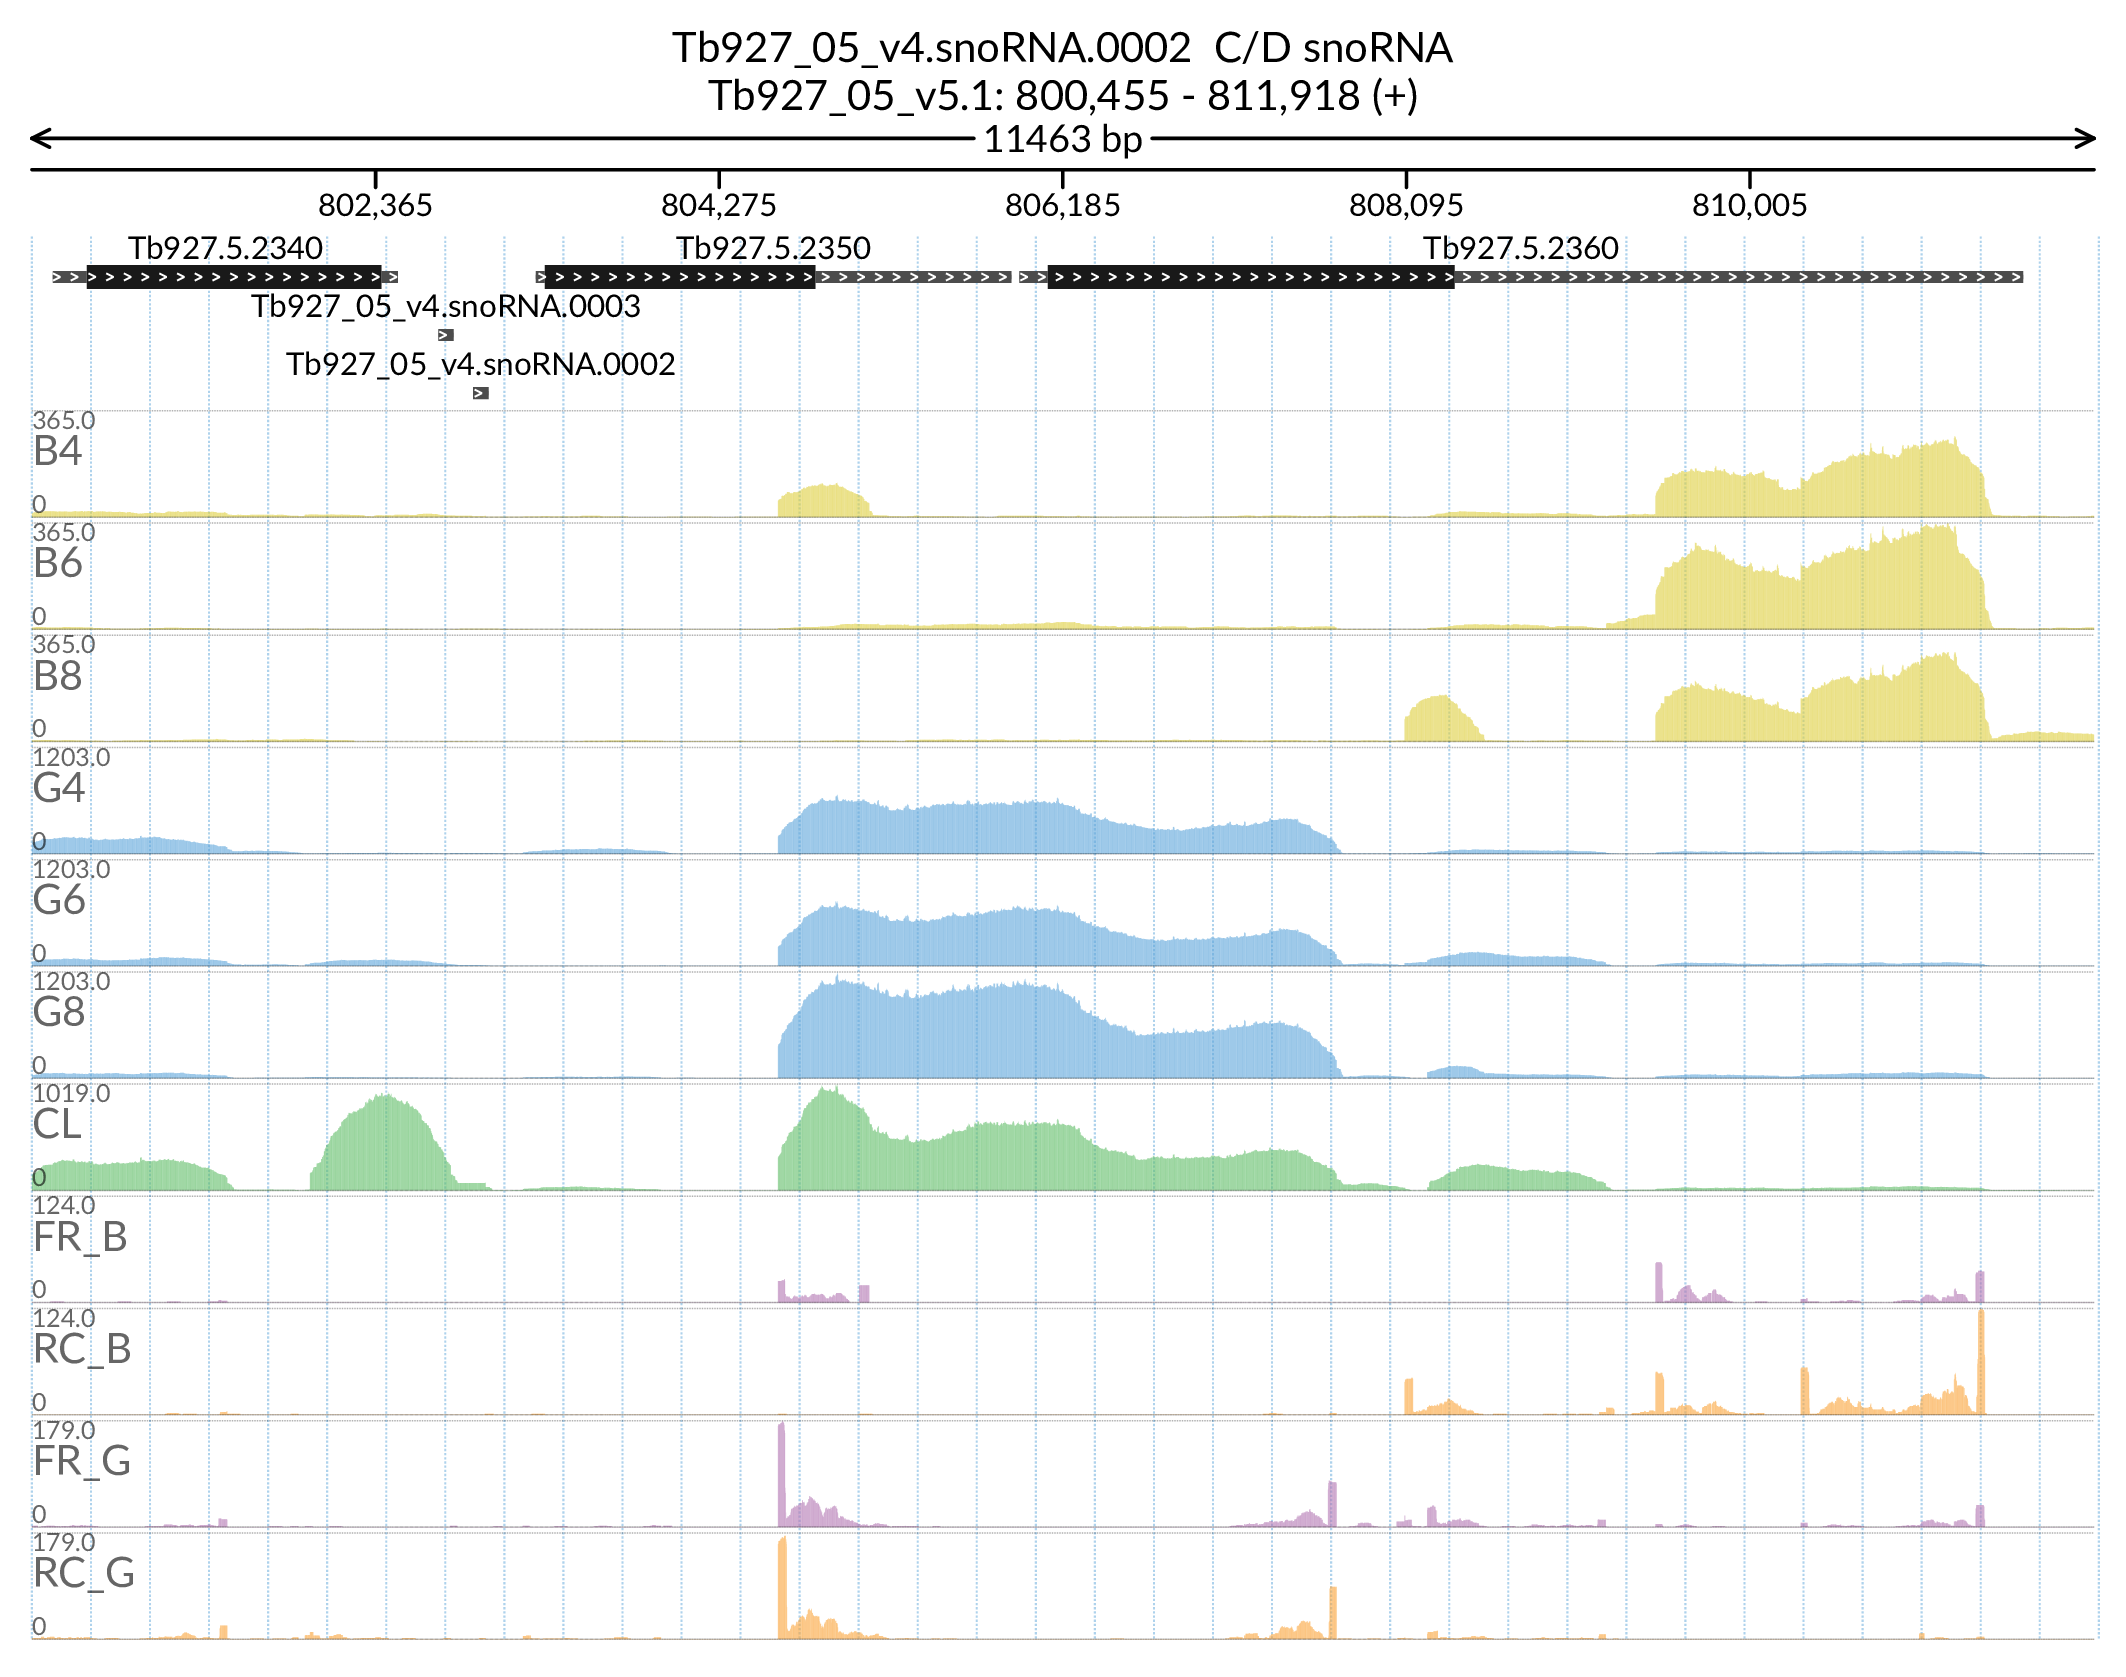 Tb927_05_v4.snoRNA.0002  C/D snoRNA
Tb927_05_v5.1: 800,455 - 811,918 (+)
11463 bp
802,365 804,275 806,185 808,095 810,005
Tb927.5.2340 Tb927.5.2350 Tb927.5.2360
Tb927_05_v4.snoRNA.0003
Tb927_05_v4.snoRNA.0002
365.0
B4
0
365.0
B6
0
365.0
B8
0
1203.0
G4
0
1203.0
G6
0
1203.0
G8
0
1019.0
CL
0
124.0
FR_B
0
124.0
RC_B
0
179.0
FR_G
0
179.0
RC_G
0